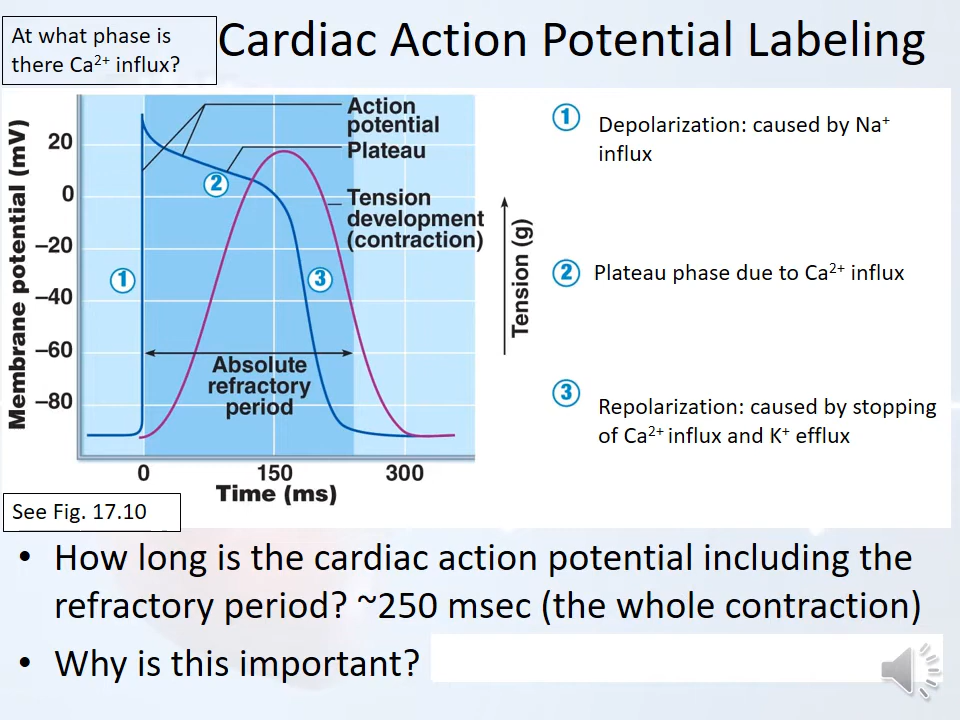 At what phase is
there Ca²⁺ influx?
Cardiac Action Potential Labeling
Membrane potential (mV)
20
0
–20
–40
–60
–80
Action
potential
Plateau
Tension
development
(contraction)
1
2
3
Absolute
refractory
period
Tension (g)
0
150
300
Time (ms)
1 Depolarization: caused by Na⁺
influx
2 Plateau phase due to Ca²⁺ influx
3 Repolarization: caused by stopping
of Ca²⁺ influx and K⁺ efflux
See Fig. 17.10
• How long is the cardiac action potential including the
refractory period? ~250 msec (the whole contraction)
• Why is this important?